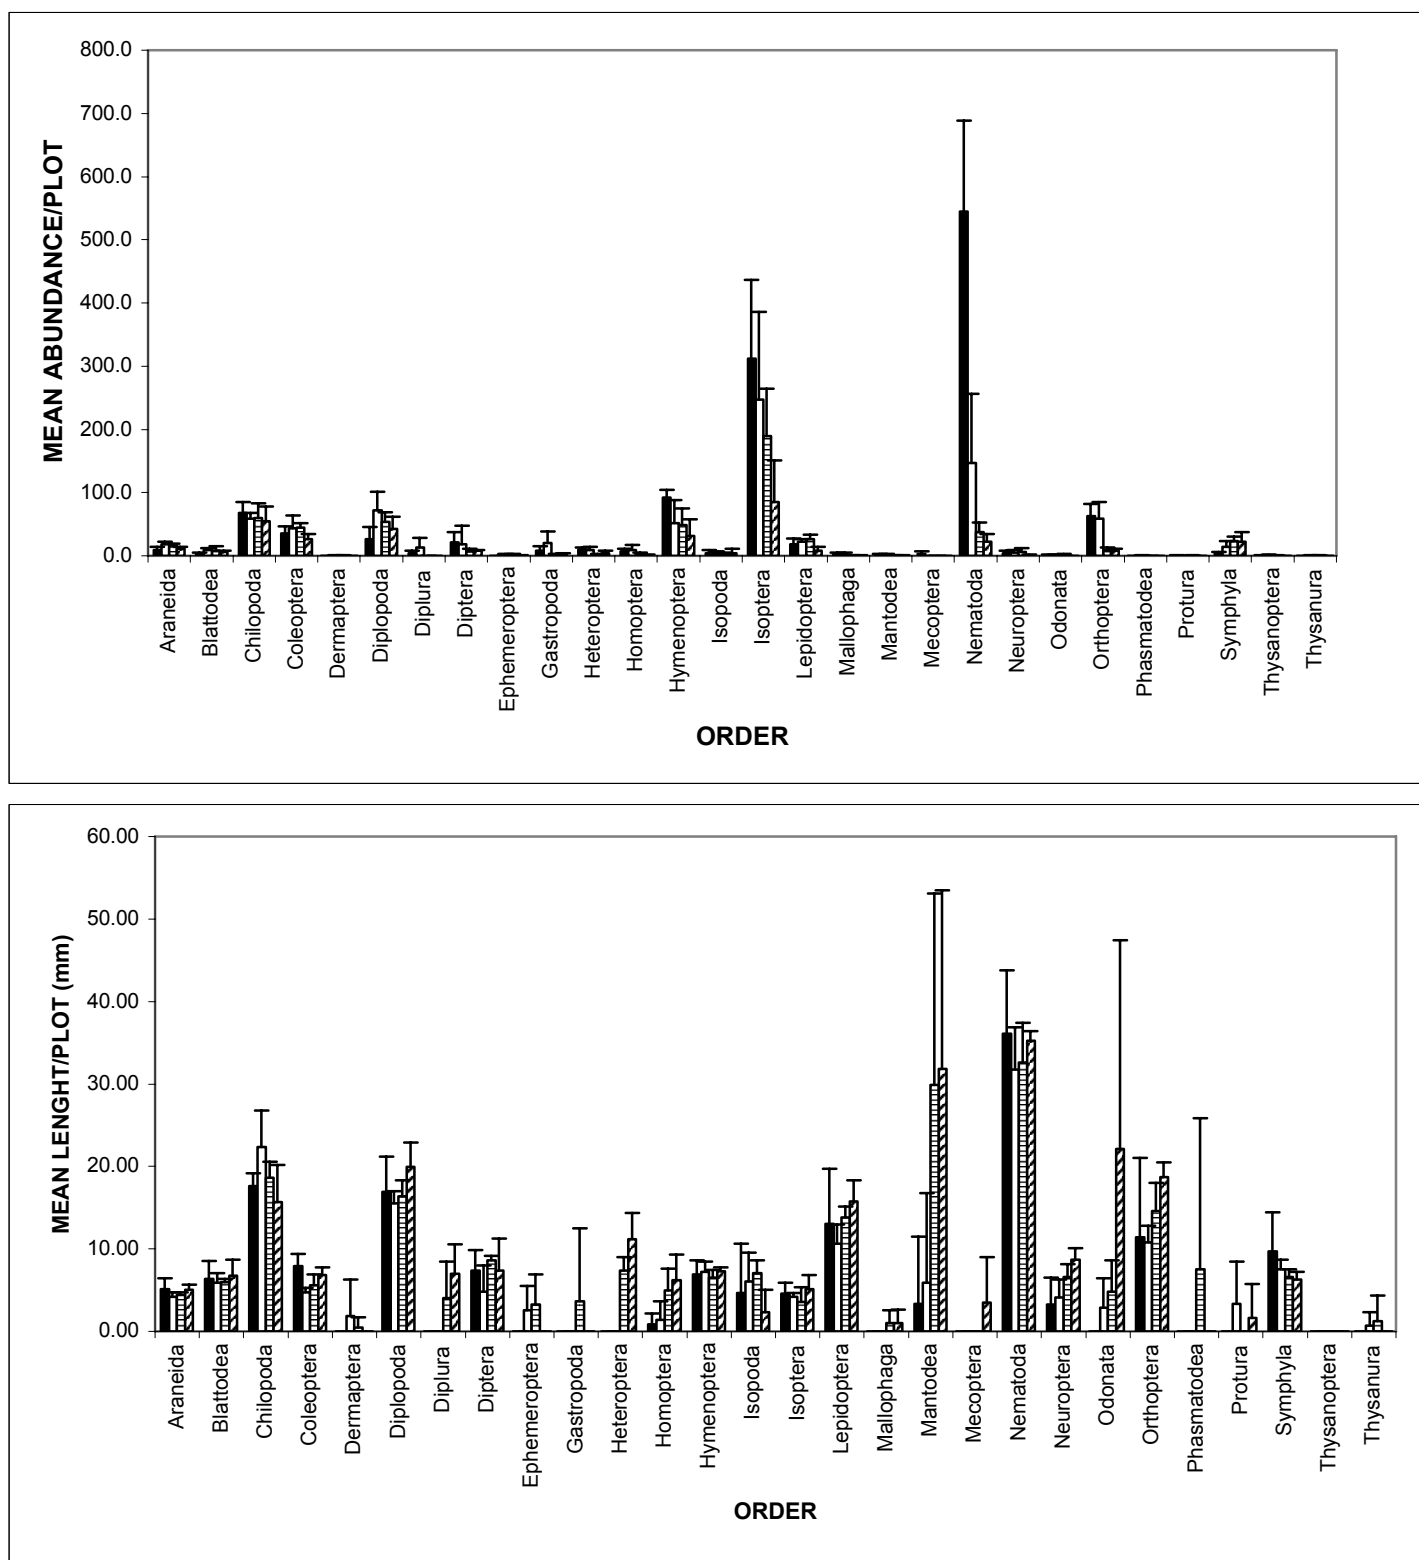 MEAN ABUNDANCE/PLOT
800.0
700.0
600.0
500.0
400.0
300.0
200.0
100.0
0.0
Araneida
Blattodea
Chilopoda
Coleoptera
Dermaptera
Diplopoda
Diplura
Diptera
Ephemeroptera
Gastropoda
Heteroptera
Homoptera
Hymenoptera
Isopoda
Isoptera
Lepidoptera
Mallophaga
Mantodea
Mecoptera
Nematoda
Neuroptera
Odonata
Orthoptera
Phasmatodea
Protura
Symphyla
Thysanoptera
Thysanura
ORDER
MEAN LENGHT/PLOT (mm)
60.00
50.00
40.00
30.00
20.00
10.00
0.00
Araneida
Blattodea
Chilopoda
Coleoptera
Dermaptera
Diplopoda
Diplura
Diptera
Ephemeroptera
Gastropoda
Heteroptera
Homoptera
Hymenoptera
Isopoda
Isoptera
Lepidoptera
Mallophaga
Mantodea
Mecoptera
Nematoda
Neuroptera
Odonata
Orthoptera
Phasmatodea
Protura
Symphyla
Thysanoptera
Thysanura
ORDER